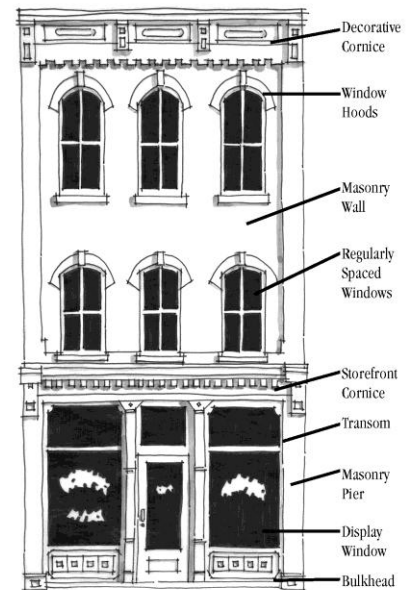 Decorative
Cornice
Window
Hoods
Masonry
Wall
Regularly
Spaced
Windows
Storefront
Cornice
Transom
Masonry
Pier
Display
Window
Bulkhead